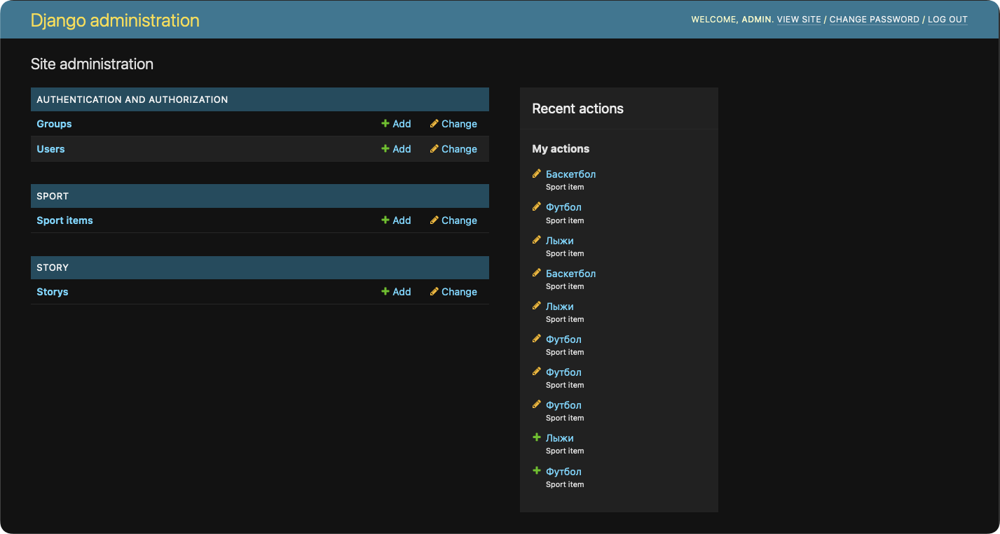 Django administration
WELCOME, ADMIN. VIEW SITE / CHANGE PASSWORD / LOG OUT
Site administration
AUTHENTICATION AND AUTHORIZATION
Groups Add Change
Users Add Change
SPORT
Sport items Add Change
STORY
Storys Add Change
Recent actions
My actions
Баскетбол
Sport item
Футбол
Sport item
Лыжи
Sport item
Баскетбол
Sport item
Лыжи
Sport item
Футбол
Sport item
Футбол
Sport item
Футбол
Sport item
Лыжи
Sport item
Футбол
Sport item